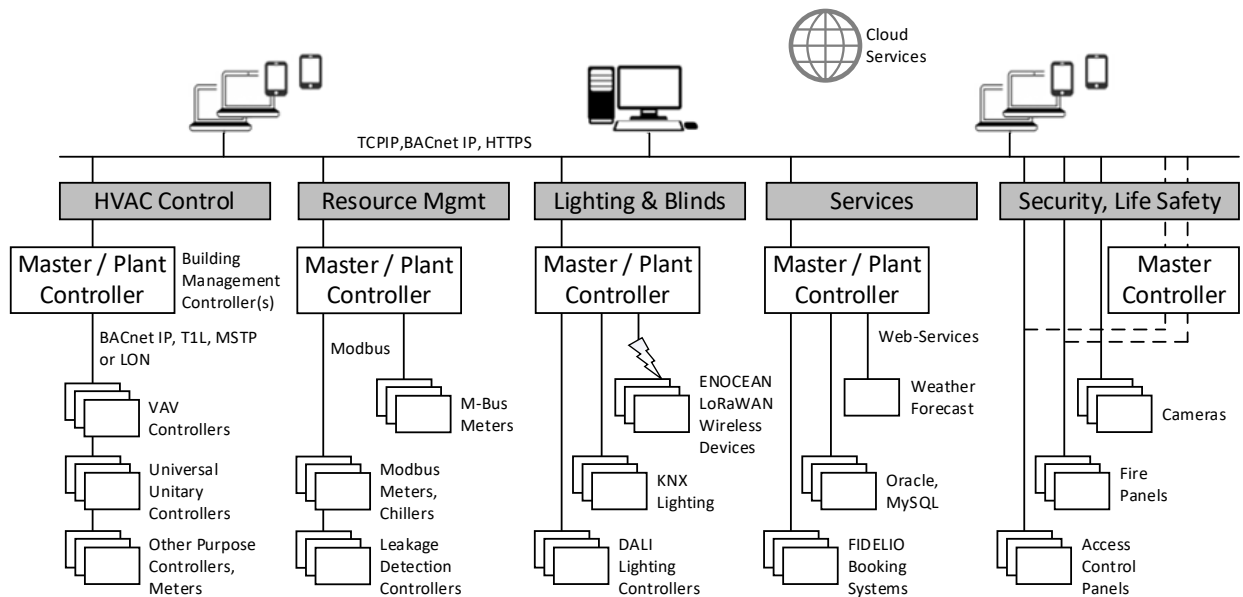 Cloud
Services
TCPIP,BACnet IP, HTTPS
HVAC Control
Resource Mgmt
Lighting & Blinds
Services
Security, Life Safety
Master / Plant
Controller
Building
Management
Controller(s)
Master / Plant
Controller
Master / Plant
Controller
Master / Plant
Controller
Master
Controller
BACnet IP, T1L, MSTP
or LON
Modbus
Web-Services
VAV
Controllers
M-Bus
Meters
ENOCEAN
LoRaWAN
Wireless
Devices
Weather
Forecast
Cameras
Universal
Unitary
Controllers
Modbus
Meters,
Chillers
KNX
Lighting
Oracle,
MySQL
Fire
Panels
Other Purpose
Controllers,
Meters
Leakage
Detection
Controllers
DALI
Lighting
Controllers
FIDELIO
Booking
Systems
Access
Control
Panels